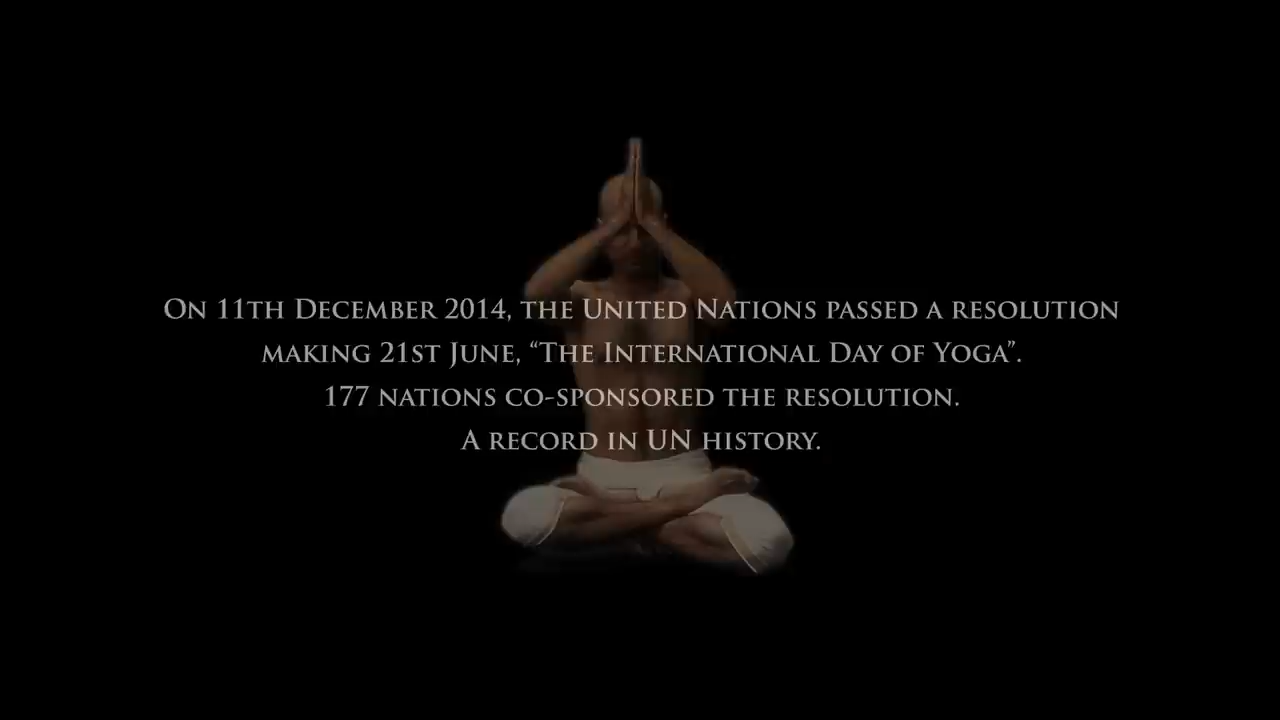 On 11th December 2014, the United Nations passed a resolution
making 21st June, “The International Day of Yoga”.
177 nations co-sponsored the resolution.
A record in UN history.